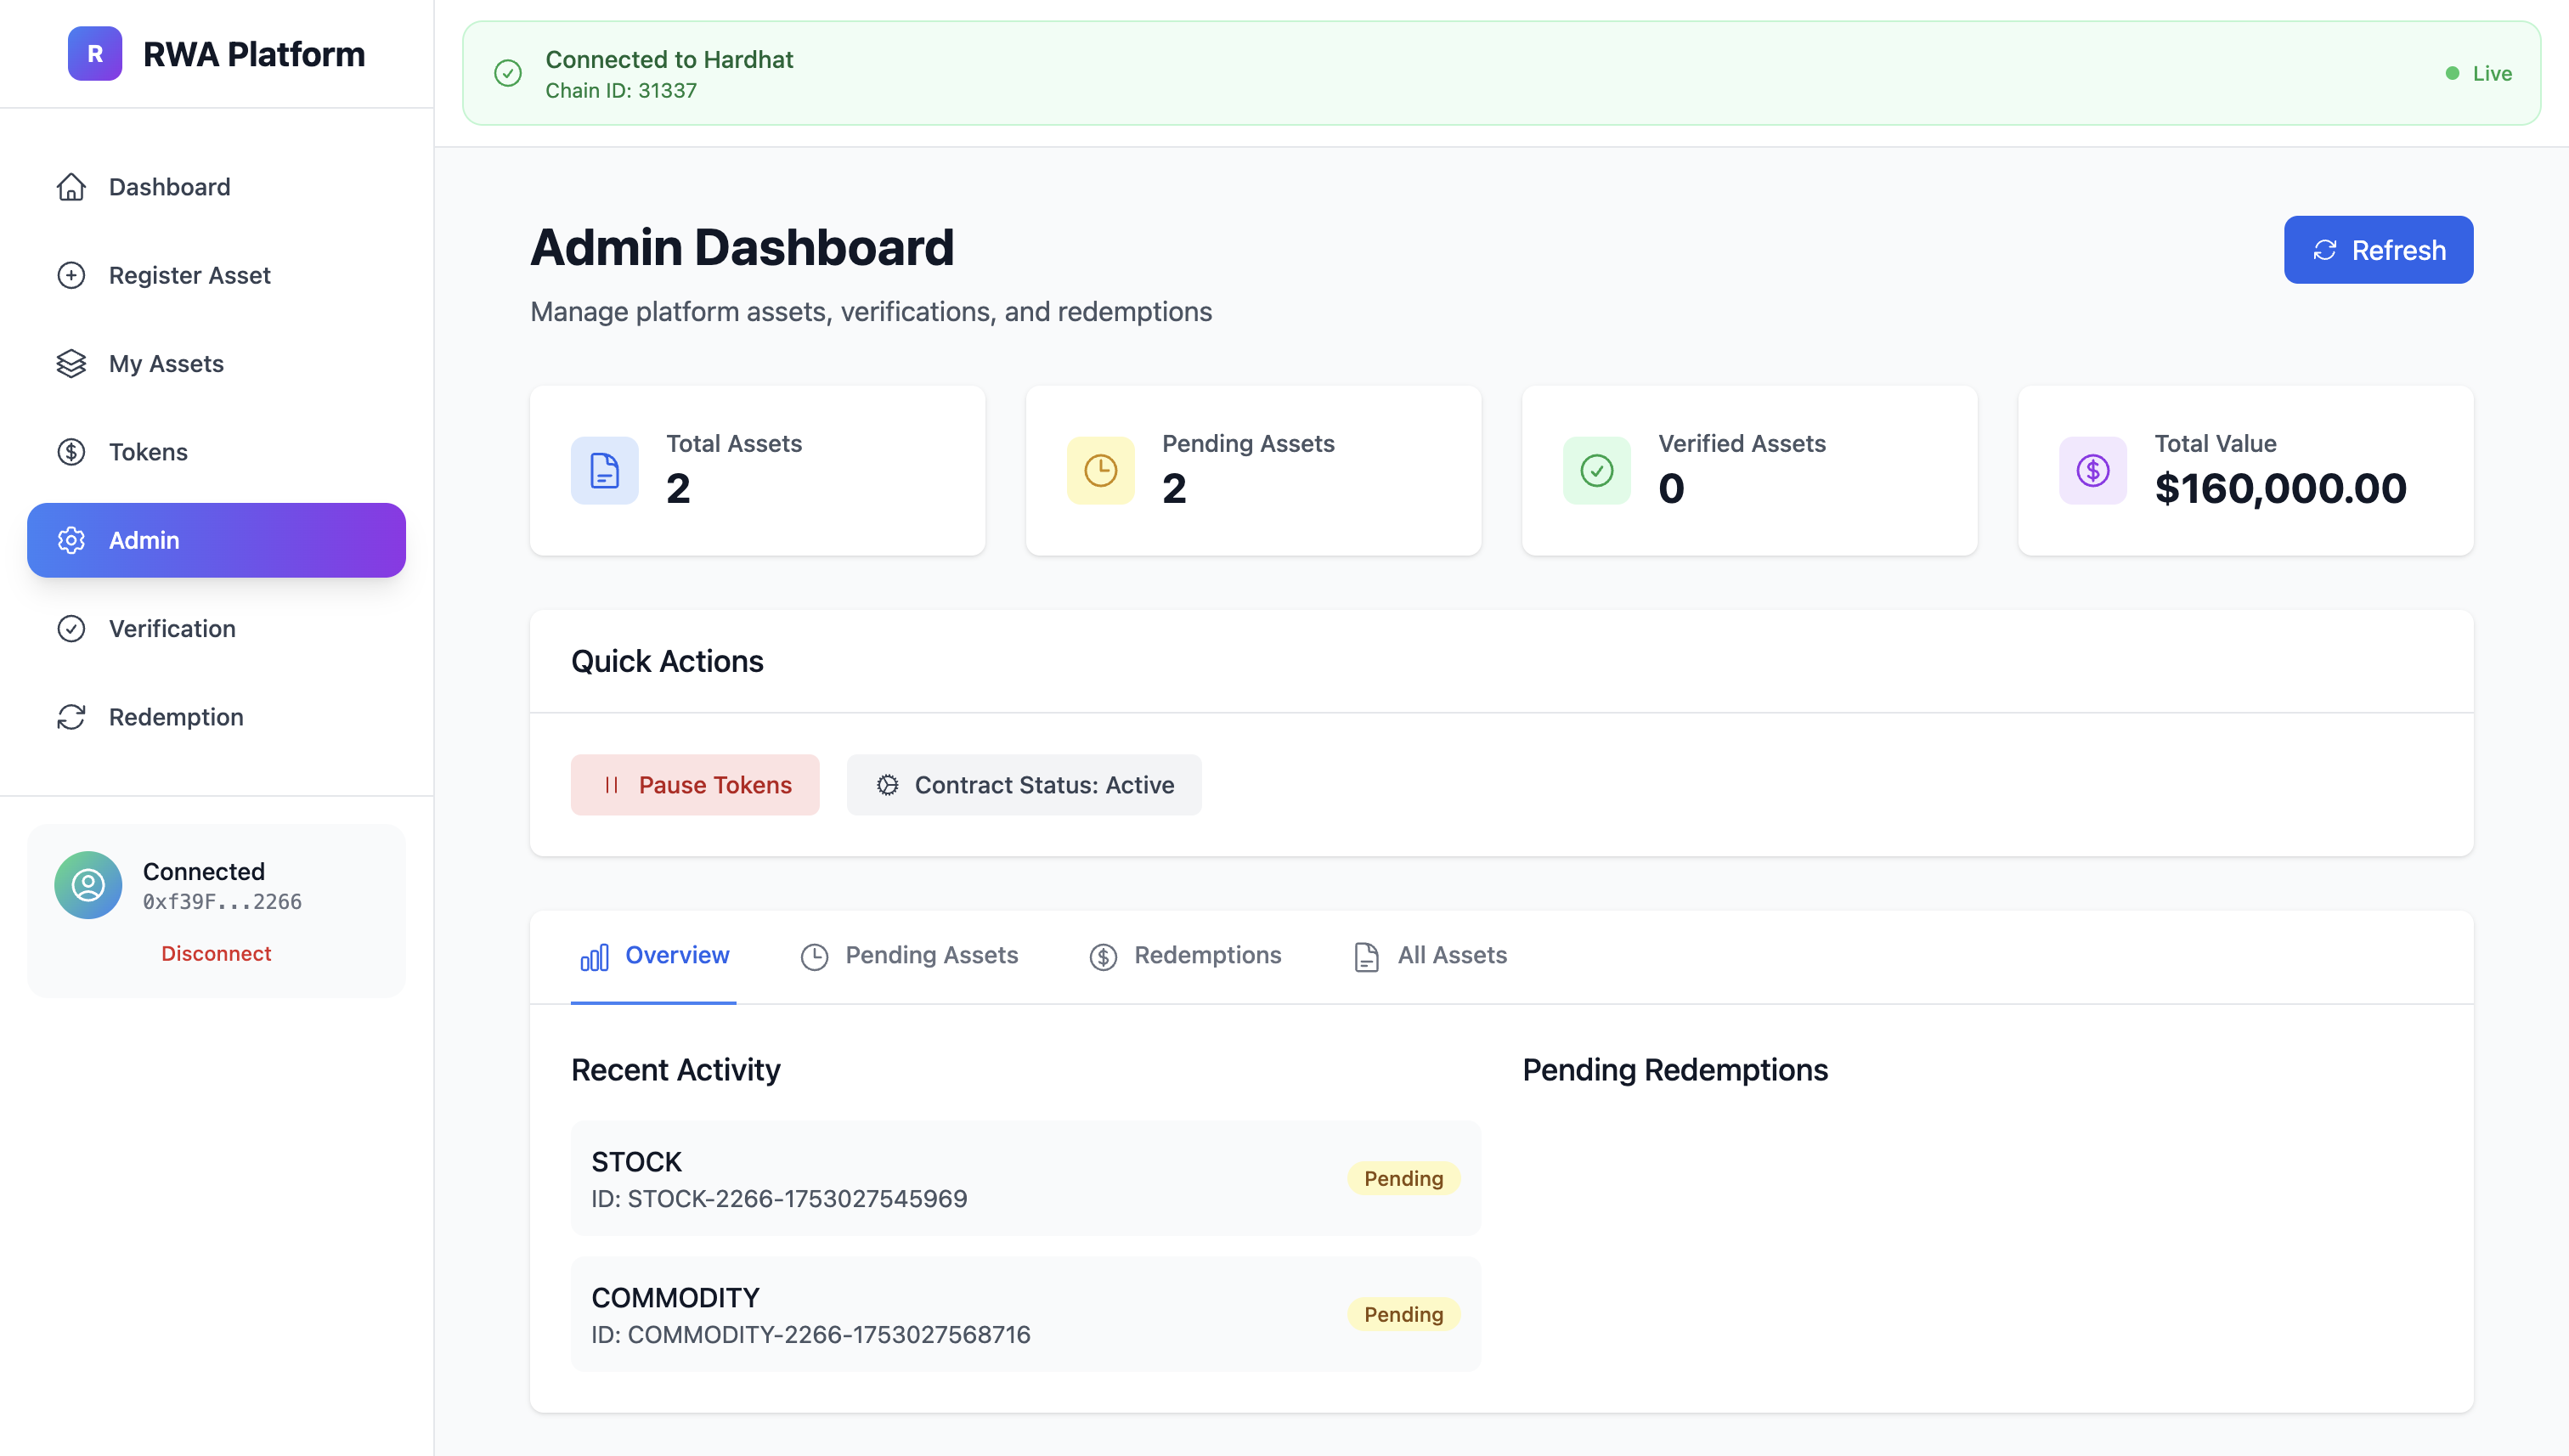 R
RWA Platform
Dashboard
Register Asset
My Assets
Tokens
Admin
Verification
Redemption
Connected
0xf39F...2266
Disconnect
Connected to Hardhat
Chain ID: 31337
Live
Admin Dashboard
Manage platform assets, verifications, and redemptions
Refresh
Total Assets
2
Pending Assets
2
Verified Assets
0
Total Value
$160,000.00
Quick Actions
Pause Tokens
Contract Status: Active
Overview
Pending Assets
Redemptions
All Assets
Recent Activity
STOCK
ID: STOCK-2266-1753027545969
Pending
COMMODITY
ID: COMMODITY-2266-1753027568716
Pending
Pending Redemptions